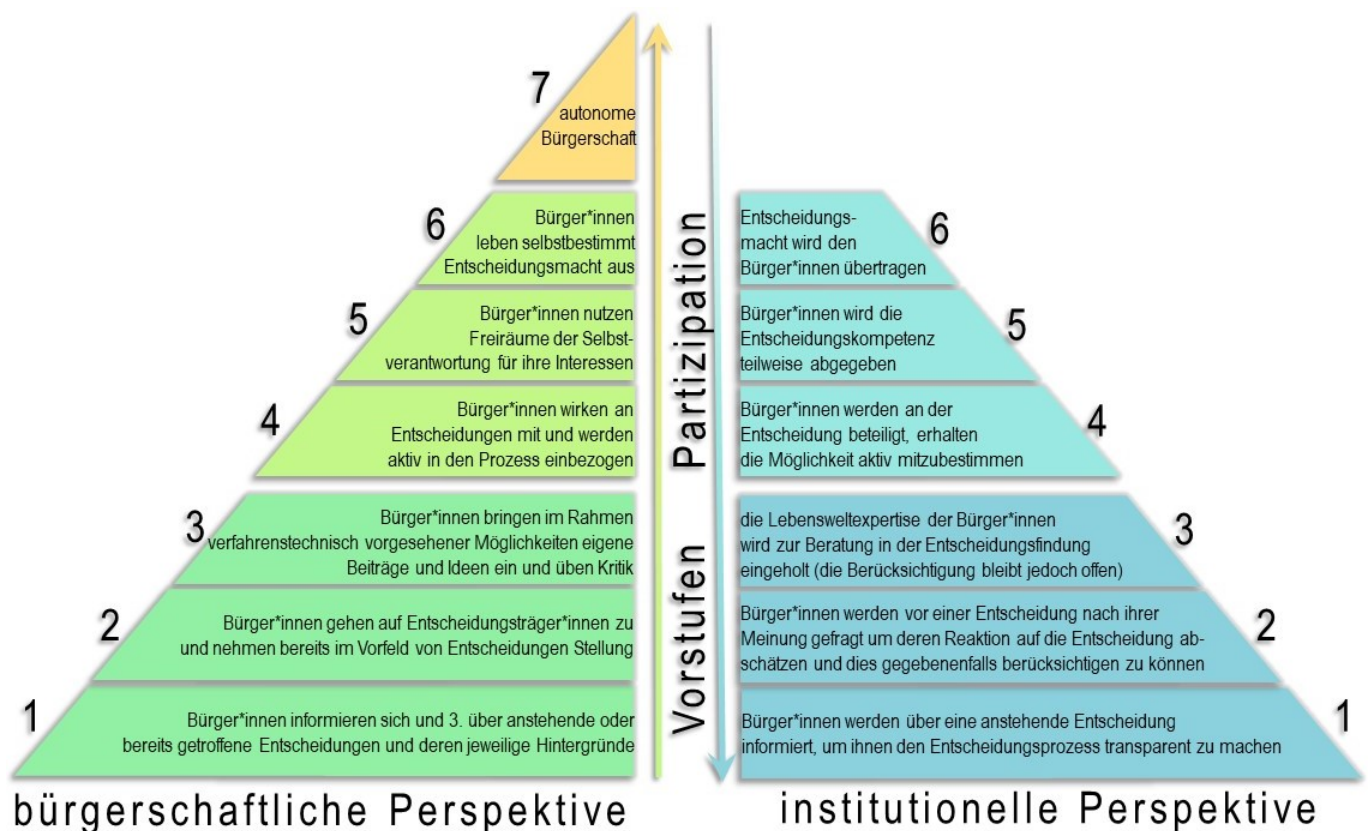 7
autonome
Bürgerschaft
6
Bürger*innen
leben selbstbestimmt
Entscheidungsmacht aus
5
Bürger*innen nutzen
Freiräume der Selbst-
verantwortung für ihre Interessen
4
Bürger*innen wirken an
Entscheidungen mit und werden
aktiv in den Prozess einbezogen
3
Bürger*innen bringen im Rahmen
verfahrenstechnisch vorgesehener Möglichkeiten eigene
Beiträge und Ideen ein und üben Kritik
2
Bürger*innen gehen auf Entscheidungsträger*innen zu
und nehmen bereits im Vorfeld von Entscheidungen Stellung
1
Bürger*innen informieren sich und 3. über anstehende oder
bereits getroffene Entscheidungen und deren jeweilige Hintergründe
bürgerschaftliche Perspektive
Partizipation
Vorstufen
Entscheidungs-
macht wird den
Bürger*innen übertragen
6
Bürger*innen wird die
Entscheidungskompetenz
teilweise abgegeben
5
Bürger*innen werden an der
Entscheidung beteiligt, erhalten
die Möglichkeit aktiv mitzubestimmen
4
die Lebensweltexpertise der Bürger*innen
wird zur Beratung in der Entscheidungsfindung
eingeholt (die Berücksichtigung bleibt jedoch offen)
3
Bürger*innen werden vor einer Entscheidung nach ihrer
Meinung gefragt um deren Reaktion auf die Entscheidung ab-
schätzen und dies gegebenenfalls berücksichtigen zu können
2
Bürger*innen werden über eine anstehende Entscheidung
informiert, um ihnen den Entscheidungsprozess transparent zu machen
1
institutionelle Perspektive